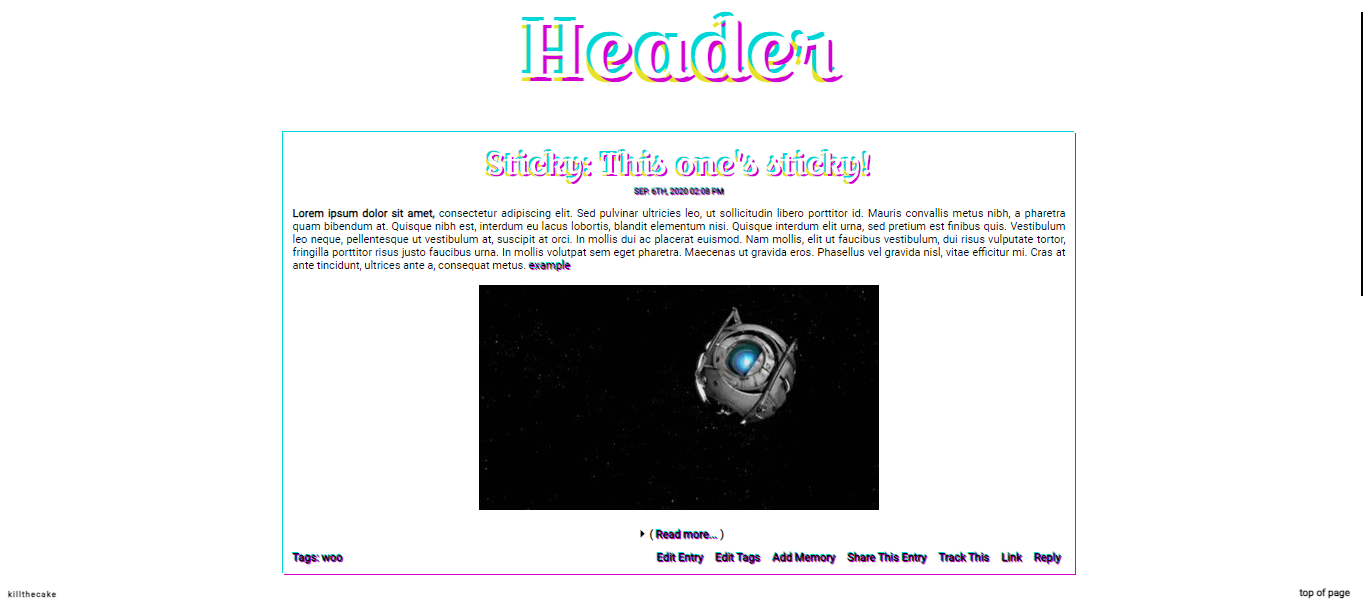 Header
Sticky: This one's sticky!
SEP. 6TH, 2020 02:08 PM
Lorem ipsum dolor sit amet, consectetur adipiscing elit. Sed pulvinar ultricies leo, ut sollicitudin libero porttitor id. Mauris convallis metus nibh, a pharetra
quam bibendum at. Quisque nibh est, interdum eu lacus lobortis, blandit elementum nisi. Quisque interdum elit urna, sed pretium est finibus quis. Vestibulum
leo neque, pellentesque ut vestibulum at, suscipit at orci. In mollis dui ac placerat euismod. Nam mollis, elit ut faucibus vestibulum, dui risus vulputate tortor,
fringilla porttitor risus justo faucibus urna. In mollis volutpat sem eget pharetra. Maecenas ut gravida eros. Phasellus vel gravida nisl, vitae efficitur mi. Cras at
ante tincidunt, ultrices ante a, consequat metus. example
( Read more... )
Tags: woo Edit Entry Edit Tags Add Memory Share This Entry Track This Link Reply
killthecake top of page